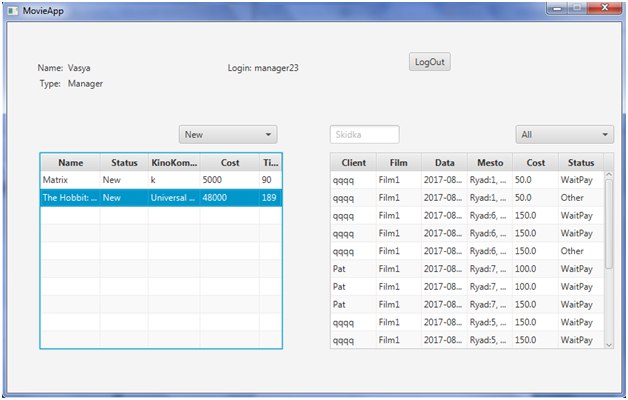 MovieApp
Name: Vasya
Login: manager23
LogOut
Type: Manager
New
Skidka
All
Name Status KinoKom... Cost Ti...
Matrix New k 5000 90
The Hobbit: ... New Universal ... 48000 189
Client Film Data Mesto Cost Status
qqqq Film1 2017-08... Ryad:1, ... 50.0 WaitPay
qqqq Film1 2017-08... Ryad:1, ... 50.0 Other
qqqq Film1 2017-08... Ryad:6, ... 150.0 WaitPay
qqqq Film1 2017-08... Ryad:6, ... 150.0 WaitPay
qqqq Film1 2017-08... Ryad:6, ... 150.0 Other
Pat Film1 2017-08... Ryad:7, ... 100.0 WaitPay
Pat Film1 2017-08... Ryad:7, ... 100.0 WaitPay
Pat Film1 2017-08... Ryad:7, ... 150.0 WaitPay
qqqq Film1 2017-08... Ryad:5, ... 150.0 WaitPay
qqqq Film1 2017-08... Ryad:5, ... 150.0 WaitPay